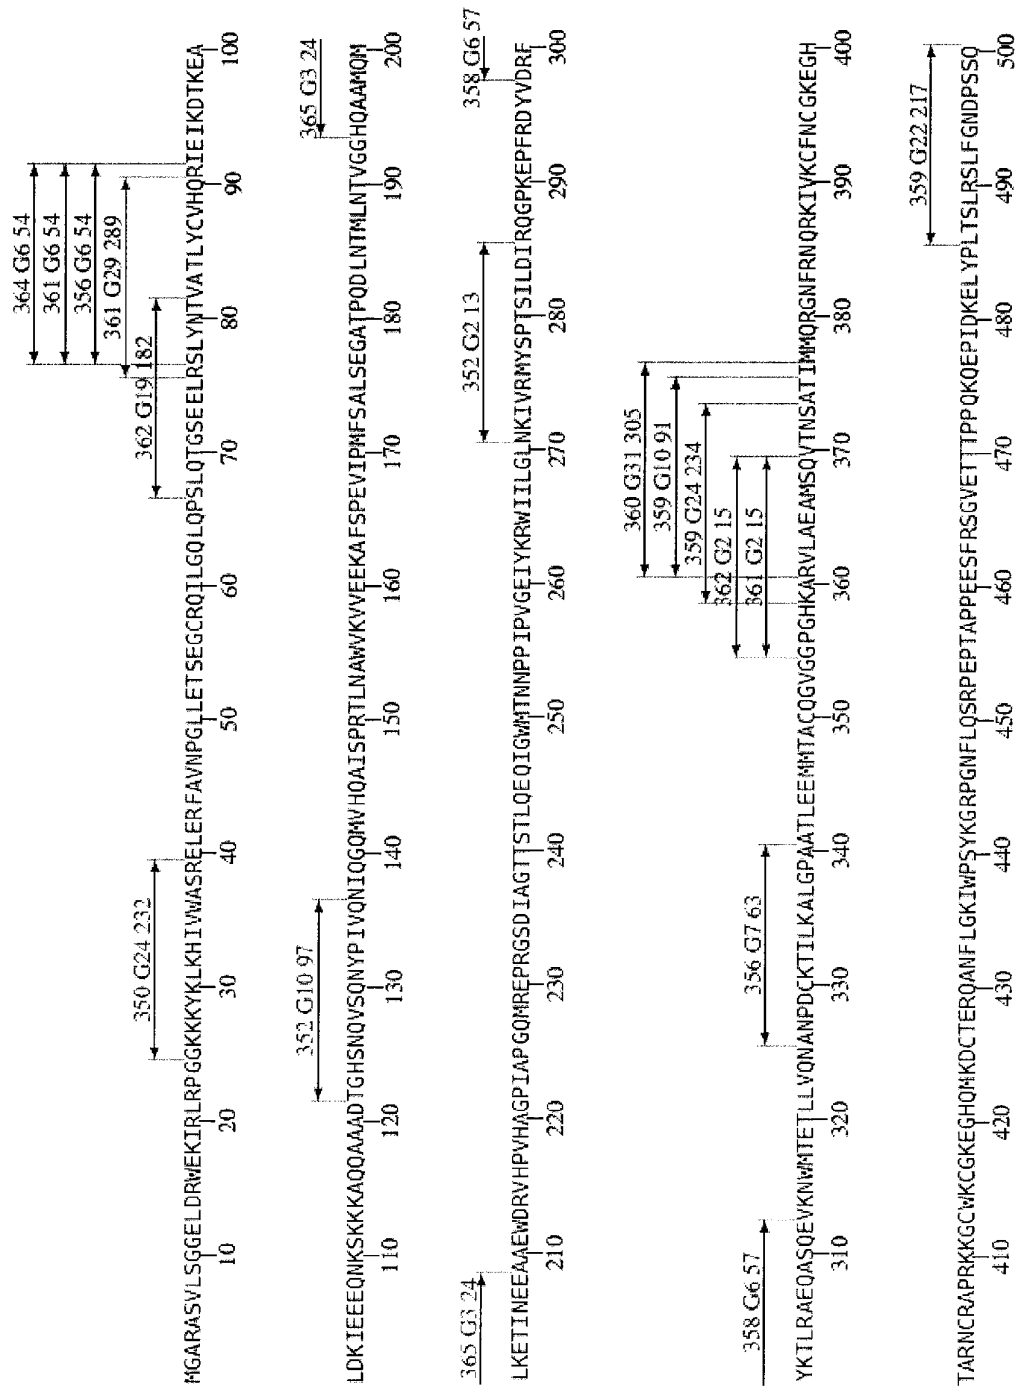 364 G6 54
361 G6 54
356 G6 54
361 G29 289
350 G24 232 362 G19 182
MGARASVLSGGELDRWEKIRLRPGGKKKYKLKHIVWASRELERFAVNPGLLETSEGCRQILGQLQPSLQTGSEELRSLYNTVATLYCVHQRIEIKDTKEA
10 20 30 40 50 60 70 80 90 100
352 G10 97 365 G3 24
LDKIEEEQNKSKKKAQQAAADTGHSNQVSQNYPIVQNIQGQMVHQAISPRTLNAWVKVVEEKAFSPEVIPMFSALSEGATPQDLNTMLNTVGGHQAAMQM
110 120 130 140 150 160 170 180 190 200
365 G3 24 352 G2 13 358 G6 57
LKETINEEAAEWDRVHPVHAGPIAPGQMREPRGSDIAGTTSTLQEQIGWMTNNPPIPVGEIYKRWIILGLNKIVRMYSPTSILDIRQGPKEPFRDYVDRF
210 220 230 240 250 260 270 280 290 300
360 G31 305
359 G10 91
359 G24 234
362 G2 15
358 G6 57 356 G7 63 361 G2 15
YKTLRAEQASQEVKNWMTETLLVQNANPDCKTILKALGPAATLEEMMTACQGVGGPGHKARVLAEAMSQVTNSATIMMQRGNFRNQRKIVKCFNCGKEGH
310 320 330 340 350 360 370 380 390 400
359 G22 217
TARNCRAPRKKGCWKCGKEGHQMKDCTERQANFLGKIWPSYKGRPGNFLQSRPEPTAPPEESFRSGVETTTPPQKQEPIDKELYPLTSLRSLFGNDPSSQ
410 420 430 440 450 460 470 480 490 500